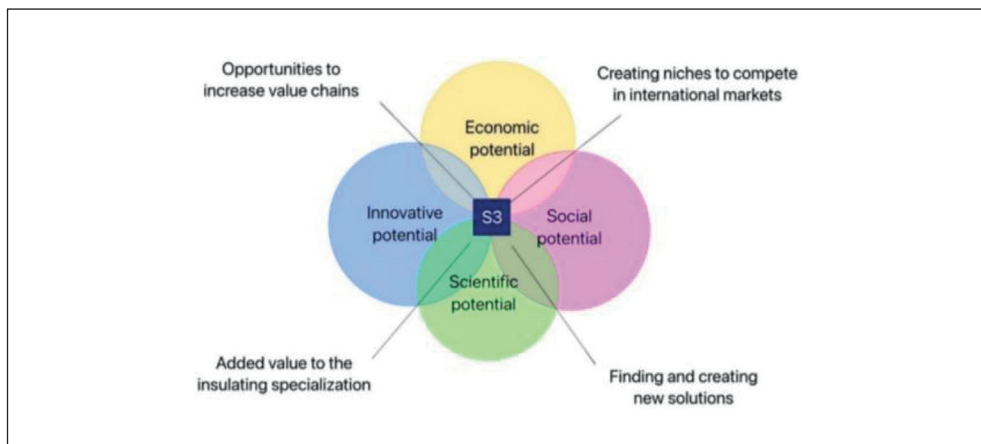 Opportunities to
increase value chains
Creating niches to compete
in international markets
Economic
potential
Innovative
potential
S3
Social
potential
Scientific
potential
Added value to the
insulating specialization
Finding and creating
new solutions